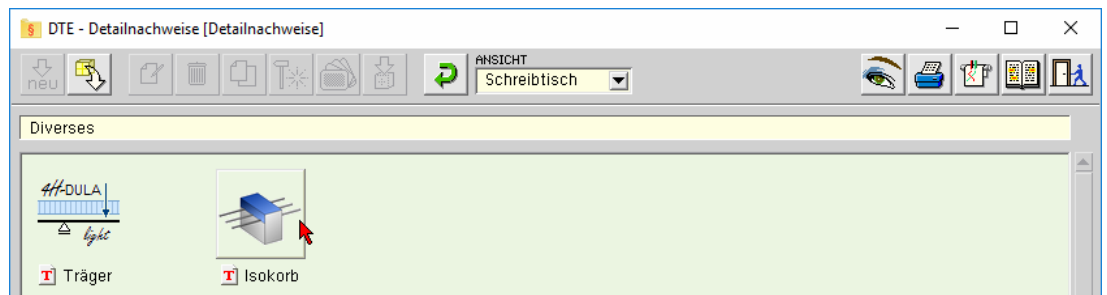 DTE - Detailnachweise [Detailnachweise]
neu
ANSICHT
Schreibtisch
Diverses
4H-DULA
light
T Träger
T Isokorb